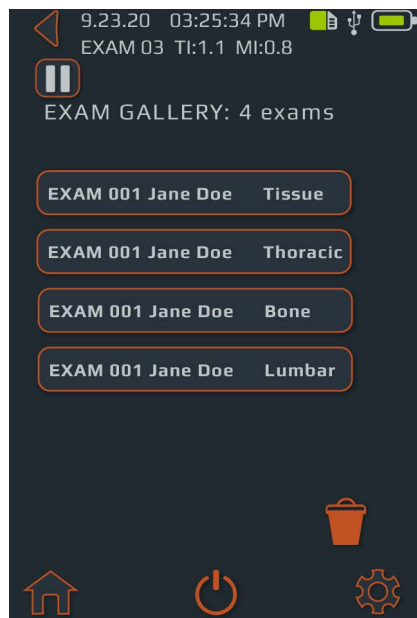 9.23.20 03:25:34 PM
EXAM 03 TI:1.1 MI:0.8
EXAM GALLERY: 4 exams
EXAM 001 Jane Doe Tissue
EXAM 001 Jane Doe Thoracic
EXAM 001 Jane Doe Bone
EXAM 001 Jane Doe Lumbar